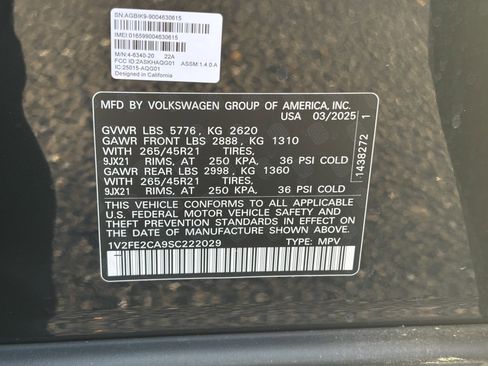 SN:AGBIK9-9004630615
IMEI:016599004630615
M/N:4-6340-20 22A
FCC ID:2ASKHAQG01 ASSM:1.4.0.A
IC:25015-AQG01
Designed in California
MFD BY VOLKSWAGEN GROUP OF AMERICA, INC.
USA 03/2025
GVWR LBS 5776, KG 2620
GAWR FRONT LBS 2888, KG 1310
WITH 265/45R21 TIRES,
9JX21 RIMS, AT 250 KPA, 36 PSI COLD
GAWR REAR LBS 2998, KG 1360
WITH 265/45R21 TIRES,
9JX21 RIMS, AT 250 KPA, 36 PSI COLD
THIS VEHICLE CONFORMS TO ALL APPLICABLE
U.S. FEDERAL MOTOR VEHICLE SAFETY AND
THEFT PREVENTION STANDARDS IN EFFECT ON
THE DATE OF MANUFACTURE SHOWN ABOVE.
1V2FE2CA9SC222029 TYPE: MPV
1438272 1